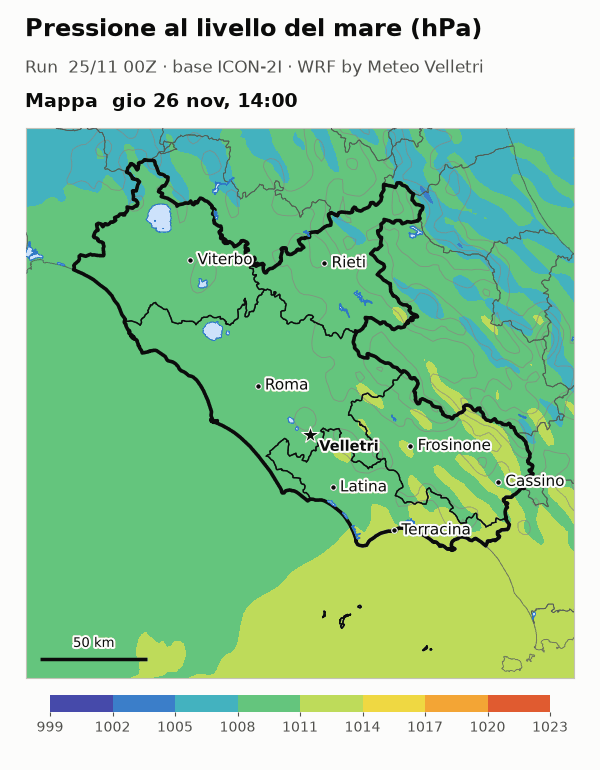 Pressione al livello del mare (hPa)
Run  25/11 00Z · base ICON-2I · WRF by Meteo Velletri
Mappa  gio 26 nov, 14:00
Viterbo
Rieti
Roma
Velletri
Frosinone
Latina
Cassino
Terracina
50 km
999 1002 1005 1008 1011 1014 1017 1020 1023